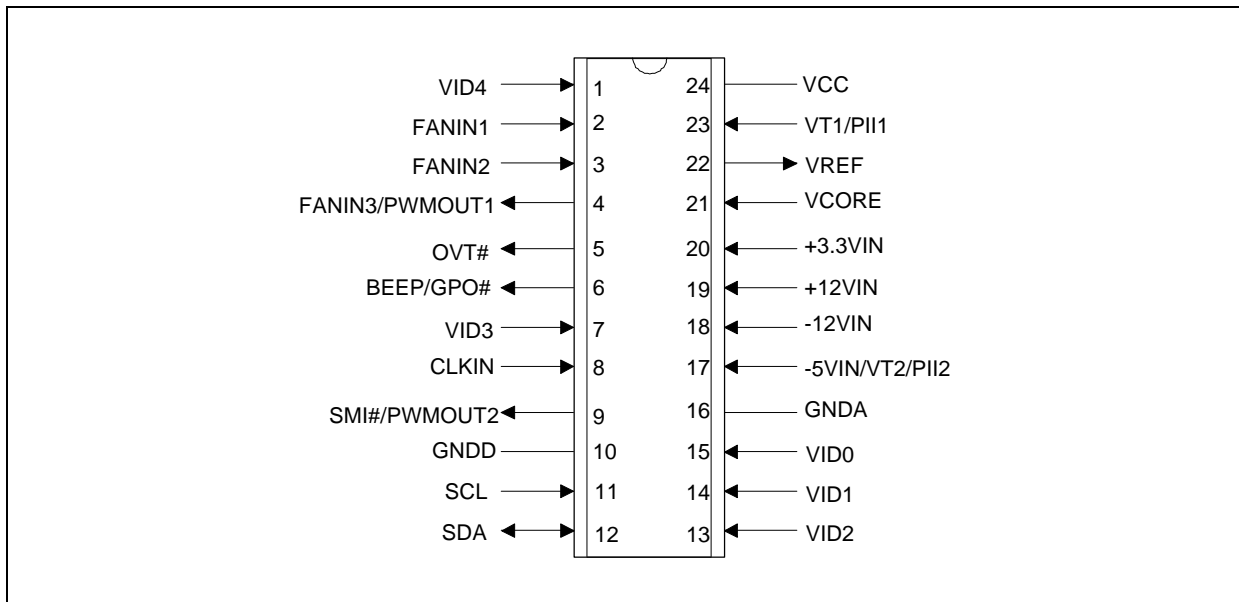 VID4 1 24 VCC
FANIN1 2 23 VT1/PII1
FANIN2 3 22 VREF
FANIN3/PWMOUT1 4 21 VCORE
OVT# 5 20 +3.3VIN
BEEP/GPO# 6 19 +12VIN
VID3 7 18 -12VIN
CLKIN 8 17 -5VIN/VT2/PII2
SMI#/PWMOUT2 9 16 GNDA
GNDD 10 15 VID0
SCL 11 14 VID1
SDA 12 13 VID2